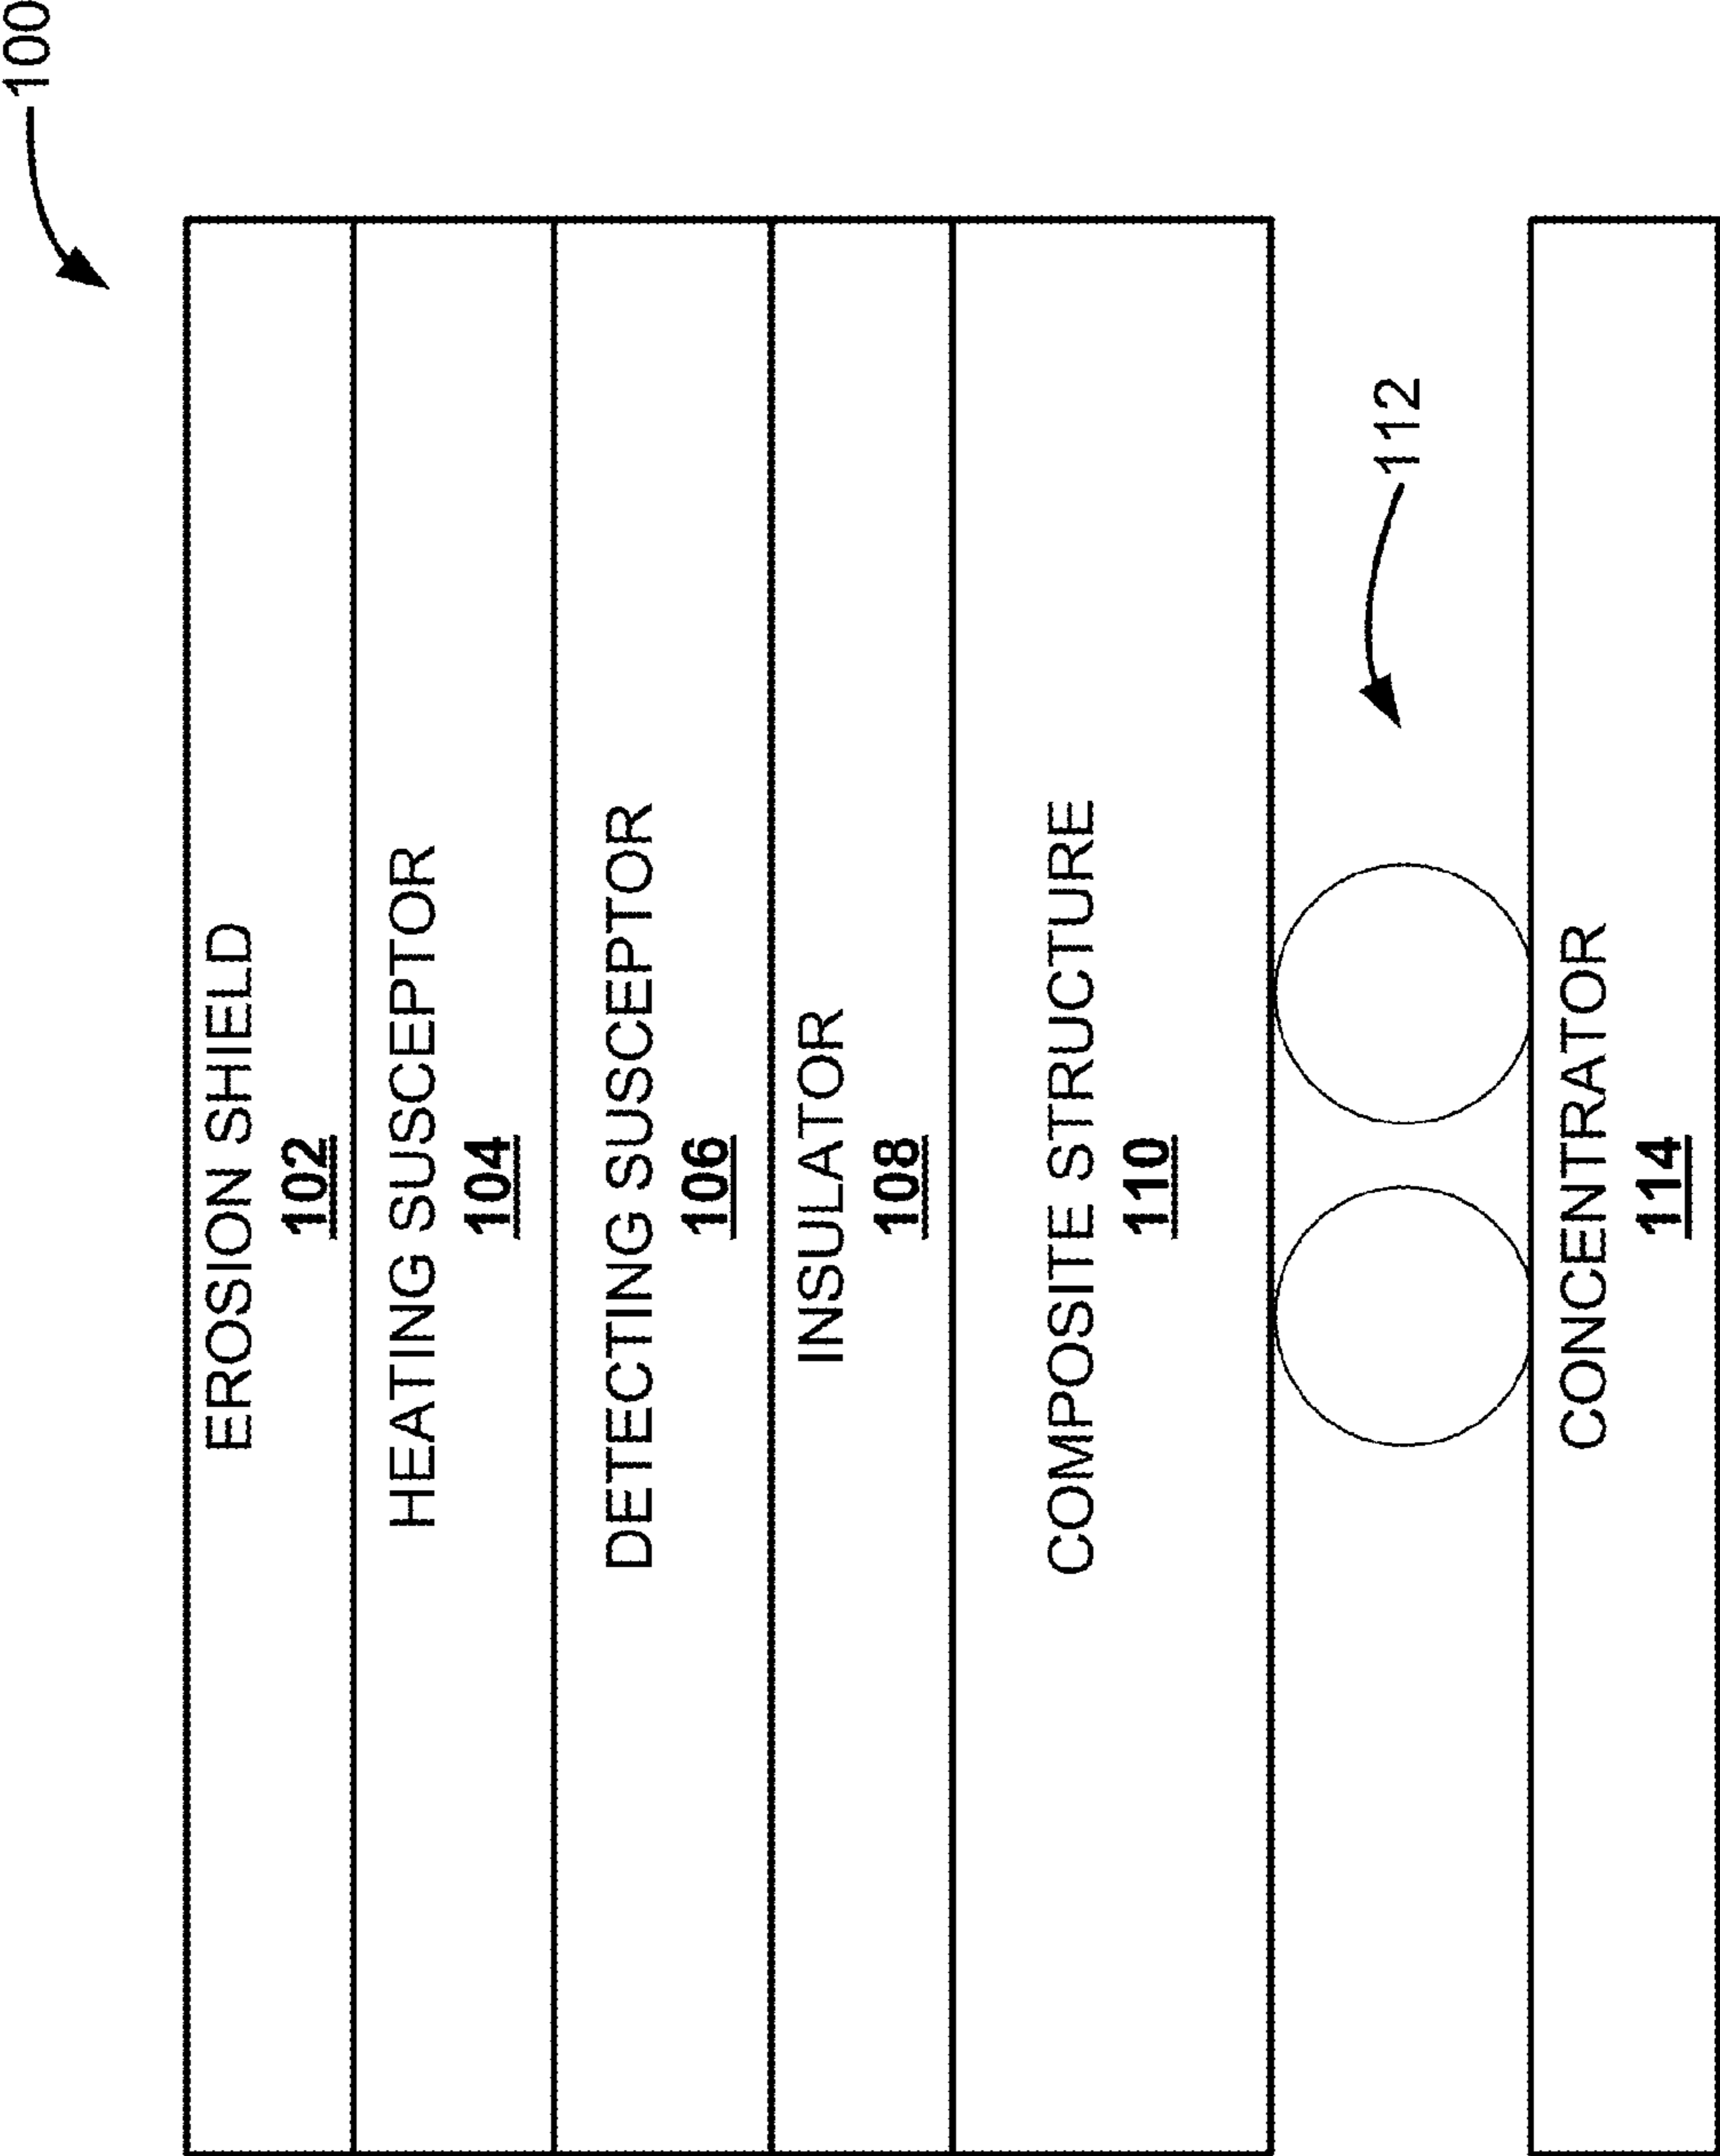 100
EROSION SHIELD
102
HEATING SUSCEPTOR
104
DETECTING SUSCEPTOR
106
INSULATOR
108
COMPOSITE STRUCTURE
110
112
CONCENTRATOR
114